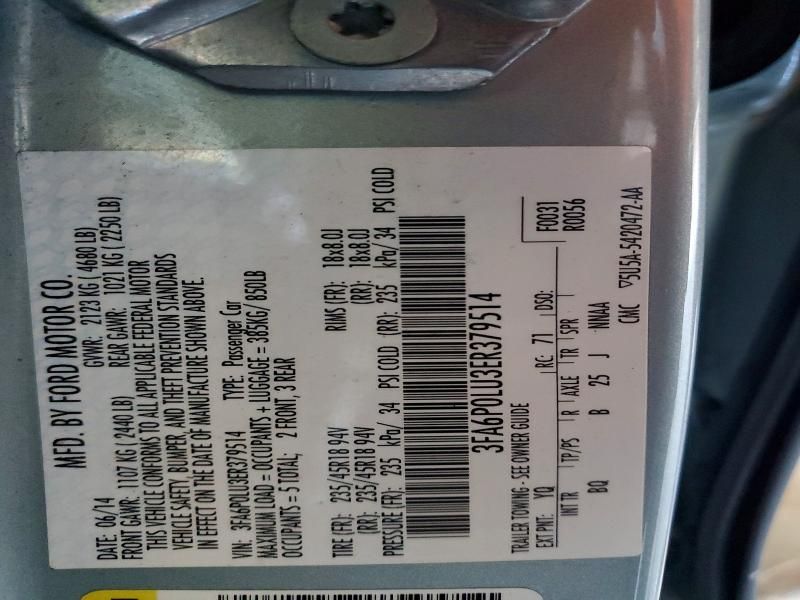 MFD. BY FORD MOTOR CO.
DATE: 06/14 GVWR: 2123 KG ( 4680 LB)
FRONT GAWR: 1107 KG ( 2440 LB) REAR GAWR: 1021 KG ( 2250 LB)
THIS VEHICLE CONFORMS TO ALL APPLICABLE FEDERAL MOTOR
VEHICLE SAFETY, BUMPER, AND THEFT PREVENTION STANDARDS
IN EFFECT ON THE DATE OF MANUFACTURE SHOWN ABOVE.
VIN: 3FA6P0LU3ER379514 TYPE: Passenger Car
MAXIMUM LOAD = OCCUPANTS + LUGGAGE = 385KG/ 850LB
OCCUPANTS = 5 TOTAL; 2 FRONT, 3 REAR
TIRE (FR): 235/45R18 94V RIMS (FR): 18x8.0J
(RR): 235/45R18 94V (RR): 18x8.0J
PRESSURE (FR): 235 kPa/ 34 PSI COLD (RR): 235 kPa/ 34 PSI COLD
3FA6P0LU3ER379514
TRAILER TOWING - SEE OWNER GUIDE F0031
R0056
EXT PNT: YQ RC: 71 DSO:
INT TR TP/PS R AXLE TR SPR
BQ B 25 J NMAA
CMC 5U5A-5420472-AA